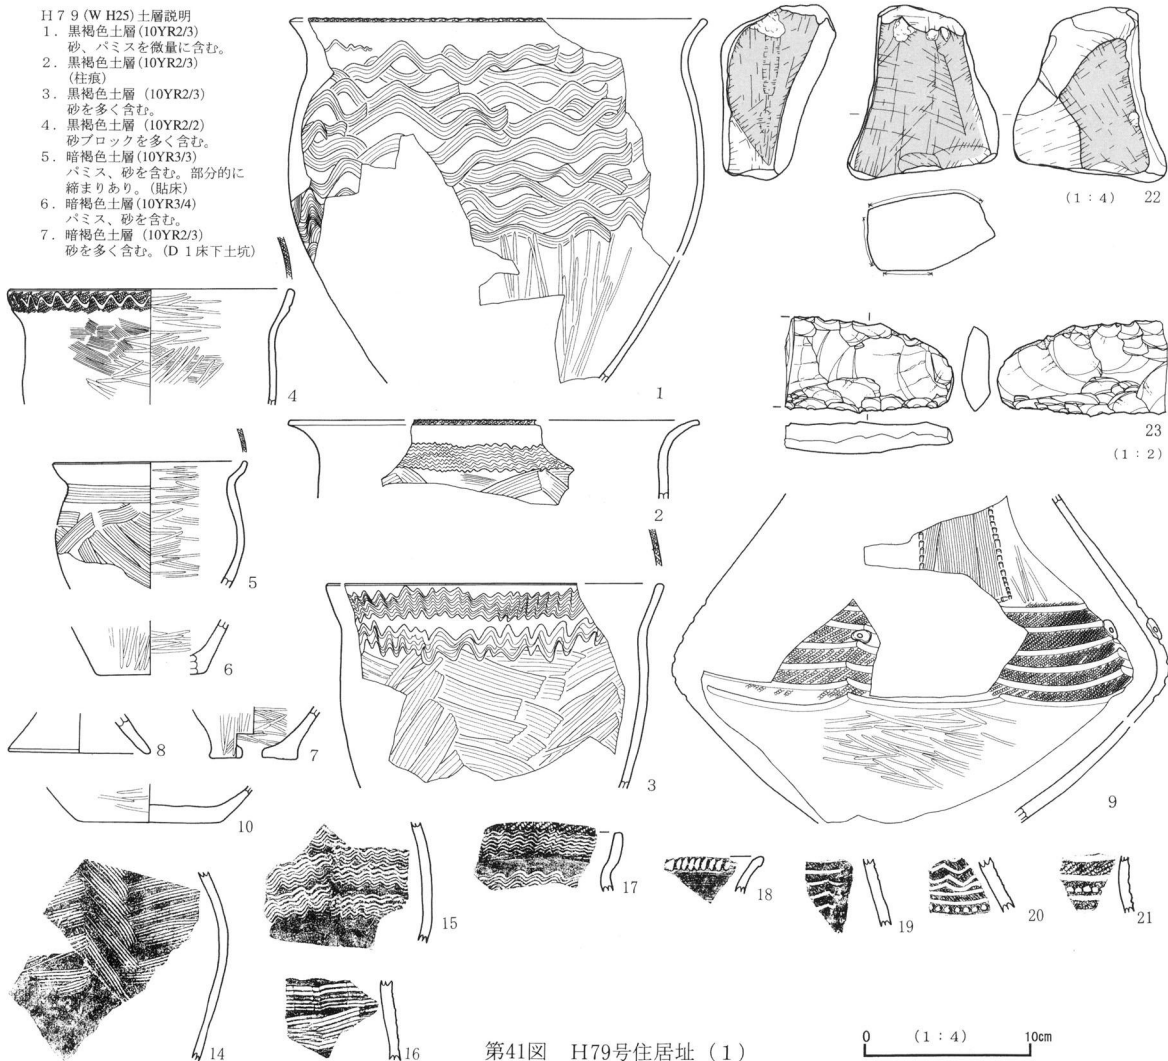 H79(W H25)土層説明
1. 黒褐色土層(10YR2/3)
砂、パミスを微量に含む。
2. 黒褐色土層(10YR2/3)
(柱痕)
3. 黒褐色土層 (10YR2/3)
砂を多く含む。
4. 黒褐色土層 (10YR2/2)
砂ブロックを多く含む。
5. 暗褐色土層(10YR3/3)
パミス、砂を含む。部分的に
締まりあり。(貼床)
6. 暗褐色土層(10YR3/4)
パミス、砂を含む。
7. 暗褐色土層 (10YR2/3)
砂を多く含む。(D1床下土坑)
1
(1:4) 22
4
23
(1:2)
2
5
6
3
8
7
9
10
14
15
17
18
19
20
21
16
0 (1:4) 10cm
第41図 H79号住居址(1)